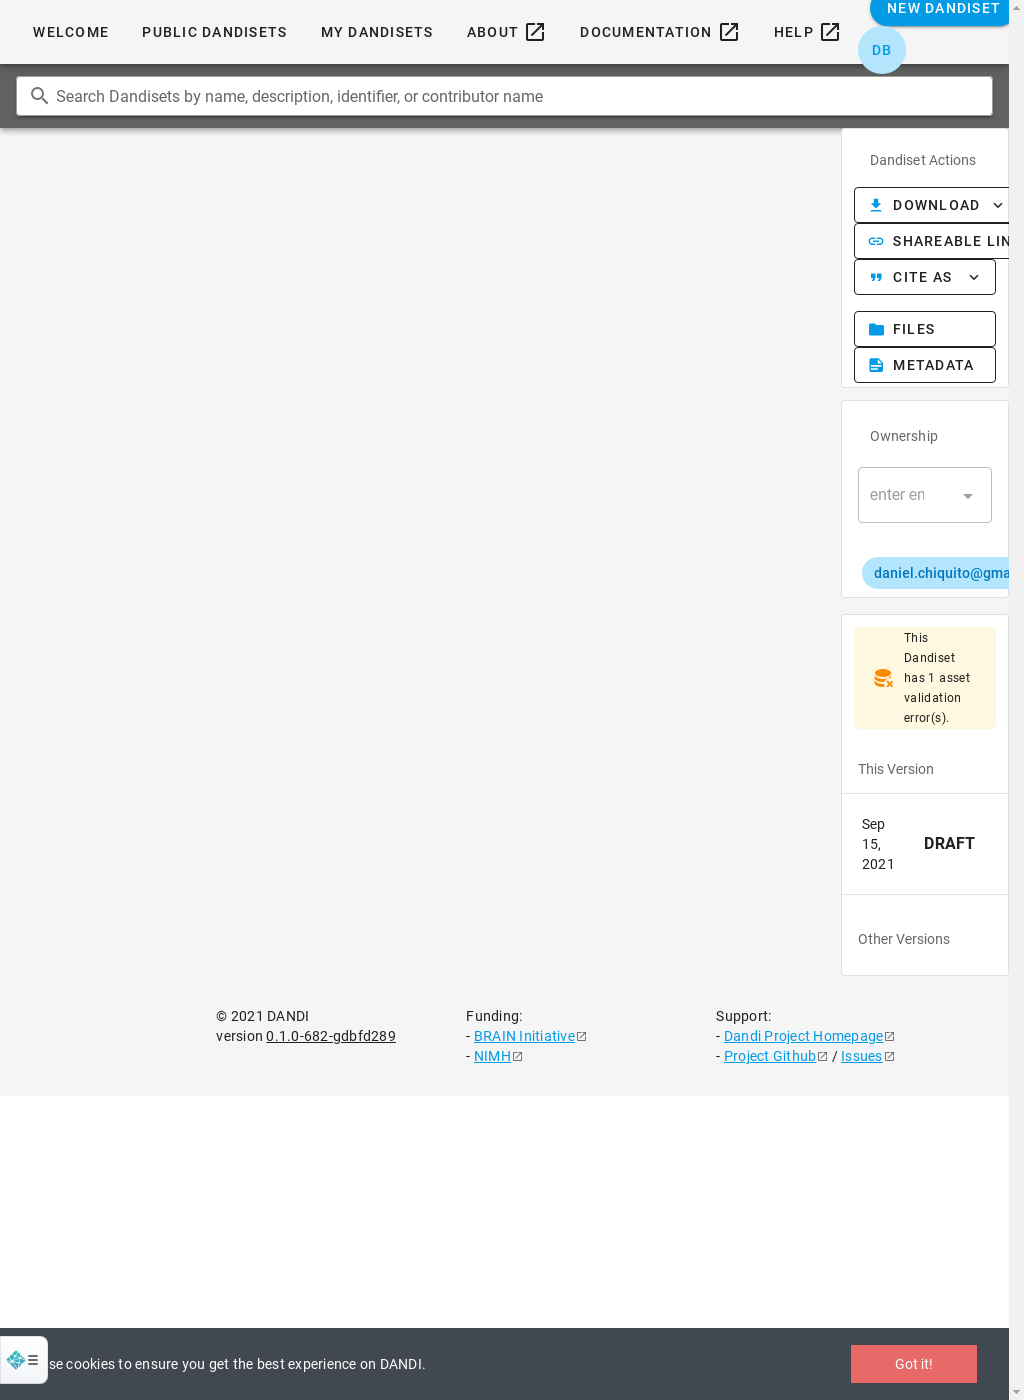 NEW DANDISET
WELCOME PUBLIC DANDISETS MY DANDISETS ABOUT DOCUMENTATION HELP
DB
Search Dandisets by name, description, identifier, or contributor name
Dandiset Actions
DOWNLOAD
SHAREABLE LIN
CITE AS
FILES
METADATA
Ownership
enter en
daniel.chiquito@gma
This
Dandiset
has 1 asset
validation
error(s).
This Version
Sep
15,
2021
DRAFT
Other Versions
© 2021 DANDI
version 0.1.0-682-gdbfd289
Funding:
- BRAIN Initiative
- NIMH
Support:
- Dandi Project Homepage
- Project Github / Issues
se cookies to ensure you get the best experience on DANDI.
Got it!